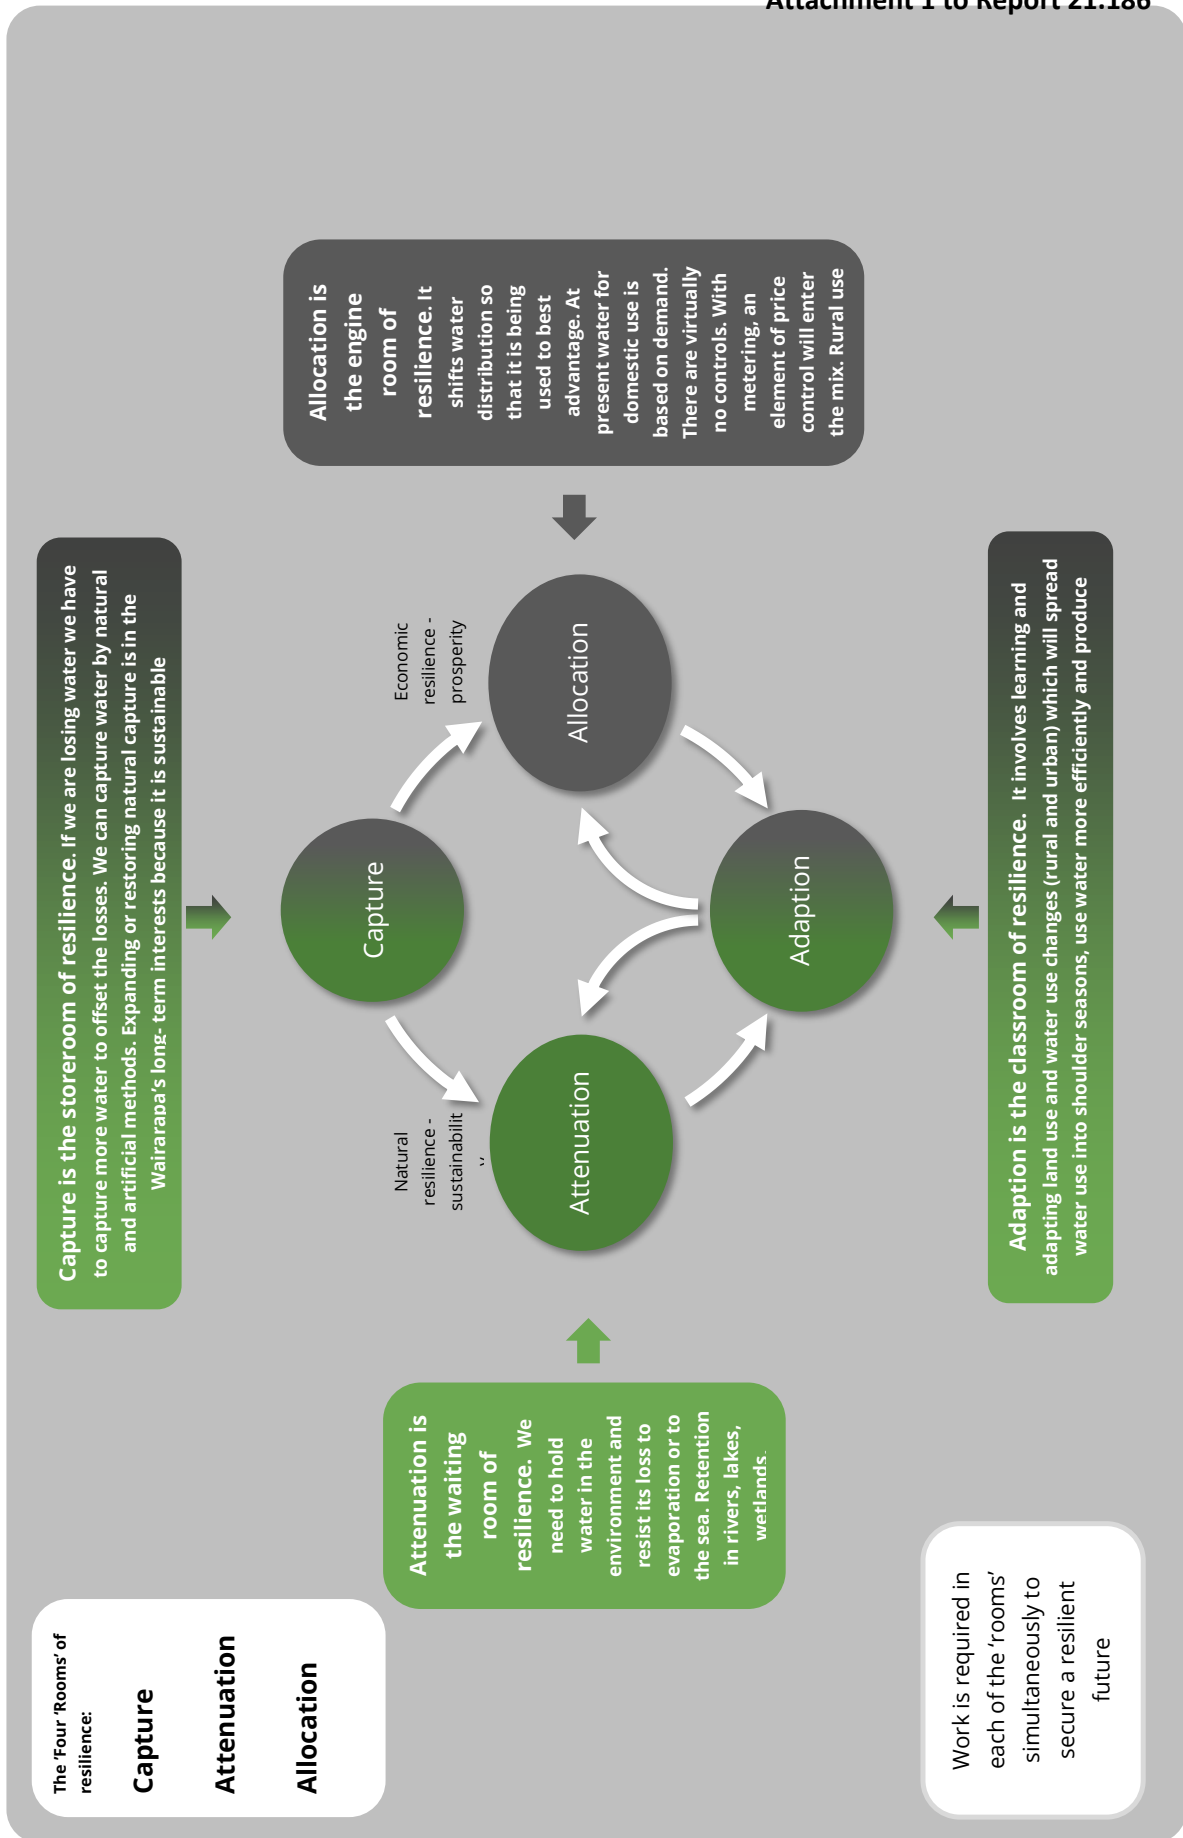 Attachment 1 to Report 21.186
The ‘Four ’Rooms’ of
resilience:
Capture
Attenuation
Allocation
Capture is the storeroom of resilience. If we are losing water we have
to capture more water to offset the losses. We can capture water by natural
and artificial methods. Expanding or restoring natural capture is in the
Wairarapa’s long- term interests because it is sustainable
Attenuation is
the waiting
room of
resilience. We
need to hold
water in the
environment and
resist its loss to
evaporation or to
the sea. Retention
in rivers, lakes,
wetlands.
Natural
resilience -
sustainabilit
y
Economic
resilience -
prosperity
Capture
Attenuation
Allocation
Adaption
Allocation is
the engine
room of
resilience. It
shifts water
distribution so
that it is being
used to best
advantage. At
present water for
domestic use is
based on demand.
There are virtually
no controls. With
metering, an
element of price
control will enter
the mix. Rural use
Adaption is the classroom of resilience. It involves learning and
adapting land use and water use changes (rural and urban) which will spread
water use into shoulder seasons, use water more efficiently and produce
Work is required in
each of the ‘rooms’
simultaneously to
secure a resilient
future